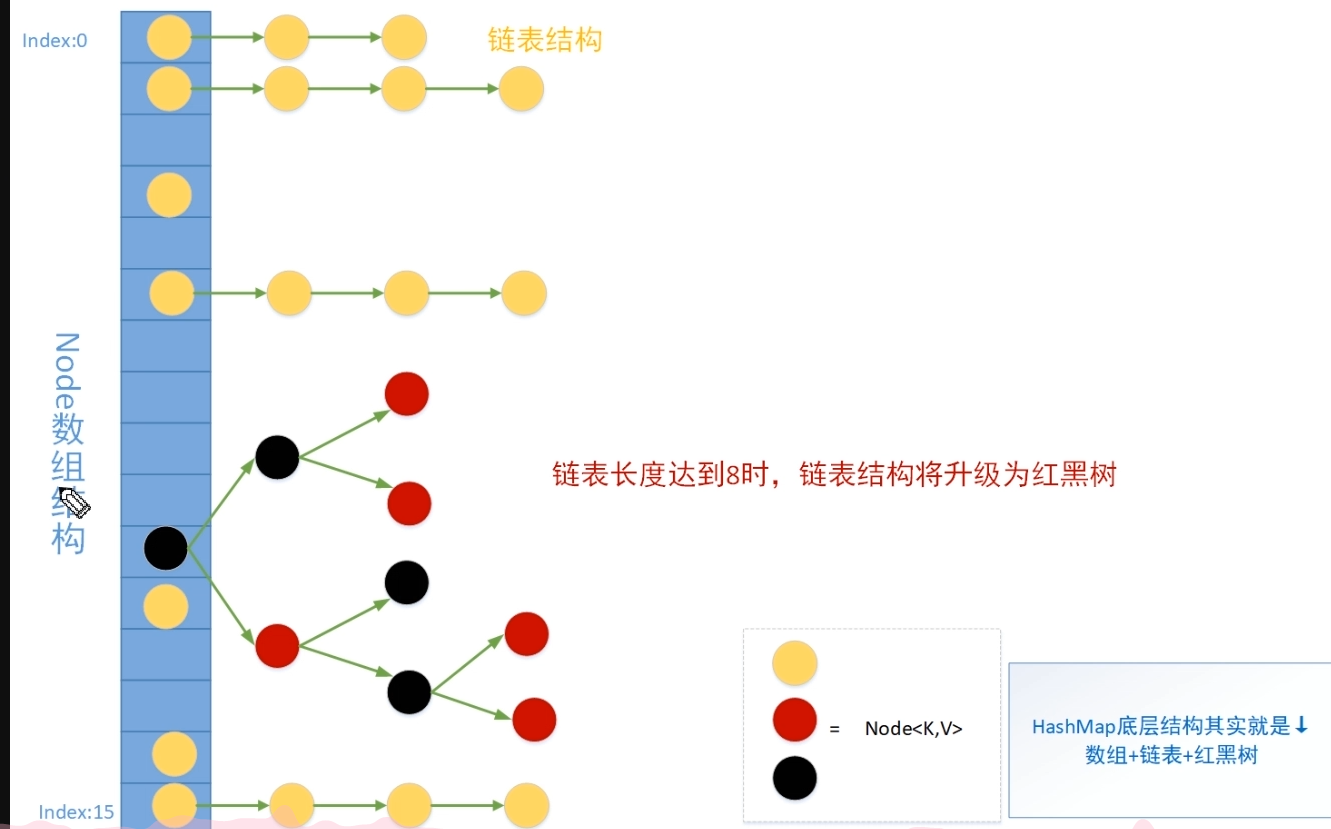 Index:0
链表结构
Node数组结构
链表长度达到8时，链表结构将升级为红黑树
= Node<K,V>
HashMap底层结构其实就是↓
数组+链表+红黑树
Index:15